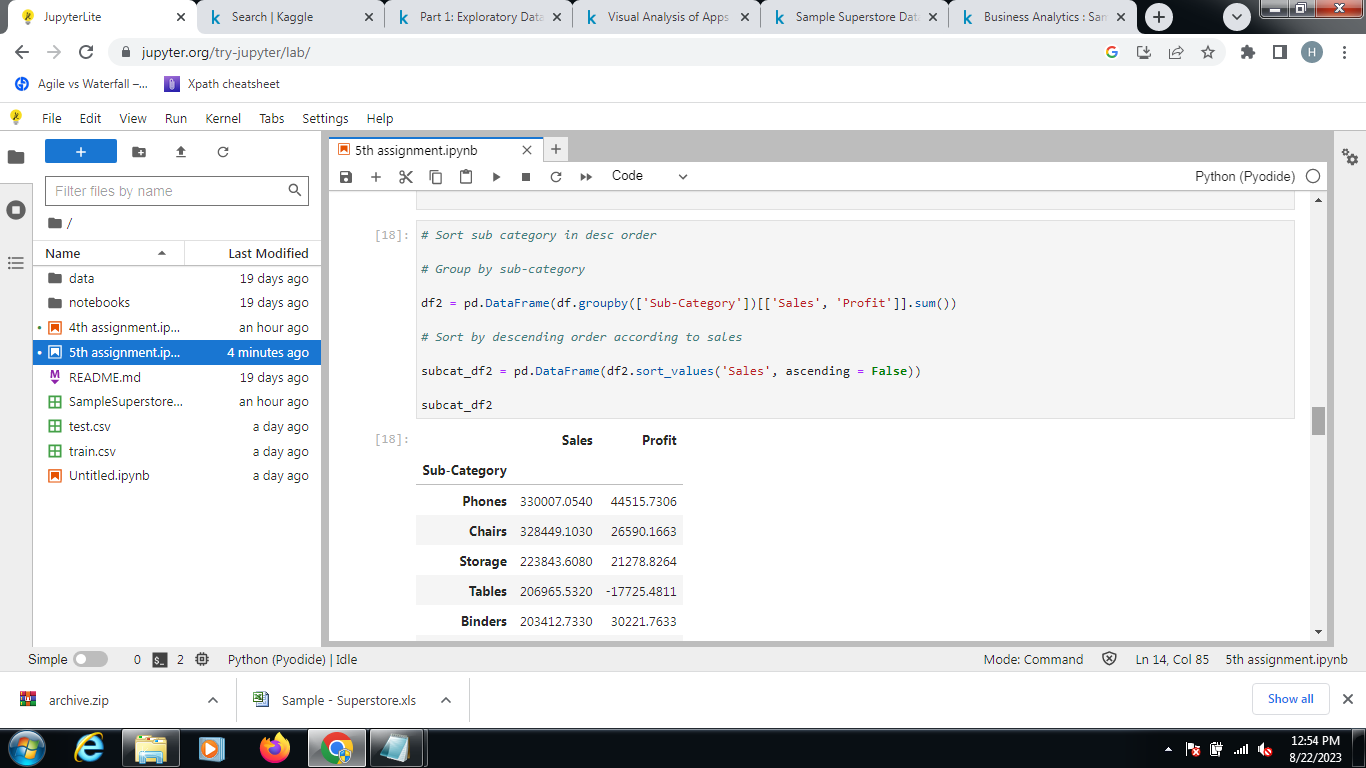 JupyterLite
Search | Kaggle
Part 1: Exploratory Data
Visual Analysis of Apps
Sample Superstore Data
Business Analytics : Sam
jupyter.org/try-jupyter/lab/
H
Agile vs Waterfall –...
Xpath cheatsheet
File Edit View Run Kernel Tabs Settings Help
5th assignment.ipynb
Filter files by name
Code
Python (Pyodide)
/
Name Last Modified
data 19 days ago
notebooks 19 days ago
4th assignment.ip... an hour ago
5th assignment.ip... 4 minutes ago
README.md 19 days ago
SampleSuperstore... an hour ago
test.csv a day ago
train.csv a day ago
Untitled.ipynb a day ago
[18]:
# Sort sub category in desc order
# Group by sub-category
df2 = pd.DataFrame(df.groupby(['Sub-Category'])[['Sales', 'Profit']].sum())
# Sort by descending order according to sales
subcat_df2 = pd.DataFrame(df2.sort_values('Sales', ascending = False))
subcat_df2
[18]:
Sales Profit
Sub-Category
Phones 330007.0540 44515.7306
Chairs 328449.1030 26590.1663
Storage 223843.6080 21278.8264
Tables 206965.5320 -17725.4811
Binders 203412.7330 30221.7633
Simple 0 2 Python (Pyodide) | Idle Mode: Command Ln 14, Col 85 5th assignment.ipynb
archive.zip
Sample - Superstore.xls
Show all
12:54 PM
8/22/2023